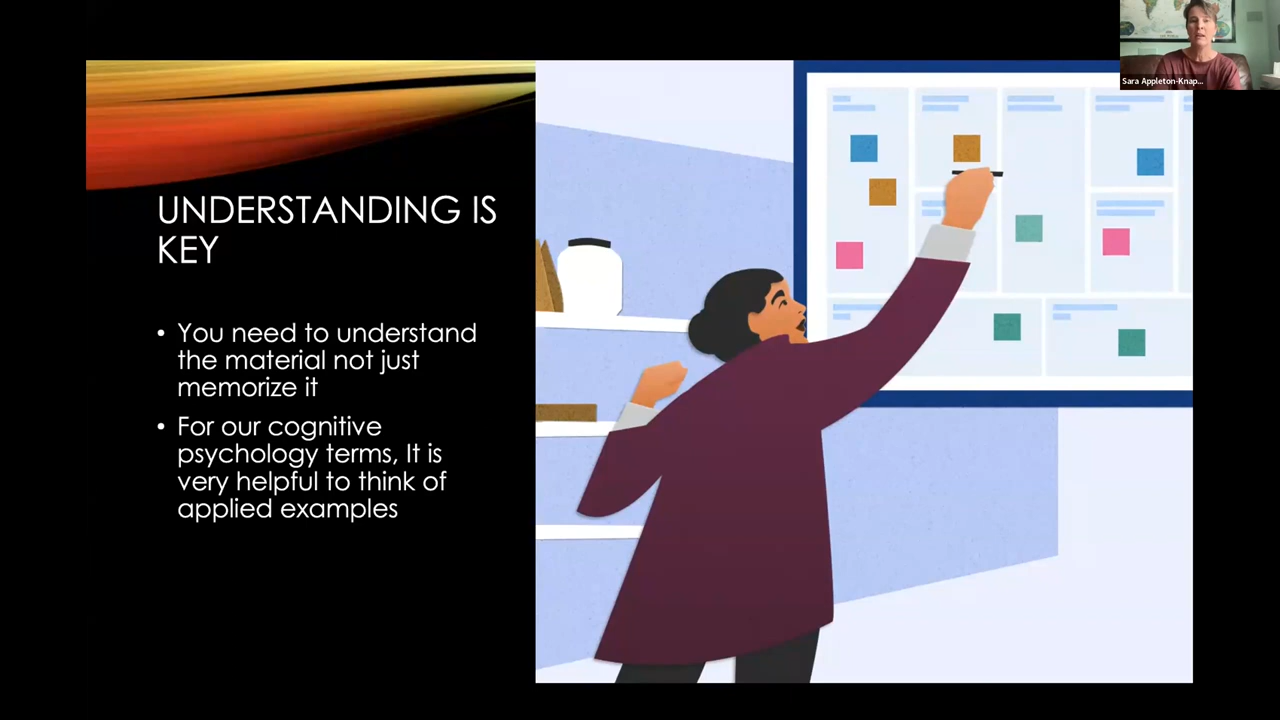 Sara Appleton-Knap...
UNDERSTANDING IS
KEY
• You need to understand
the material not just
memorize it
• For our cognitive
psychology terms, It is
very helpful to think of
applied examples